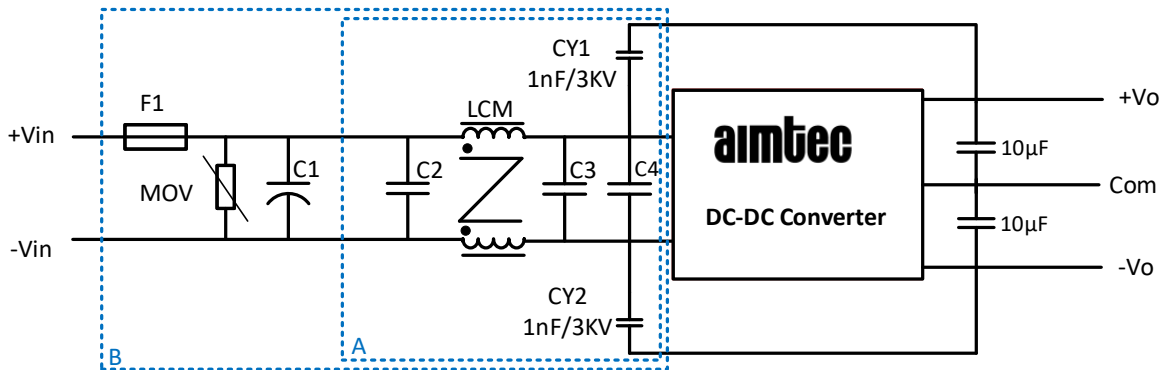 CY1
1nF/3KV
F1
LCM
+Vin
+Vo
aimtec
10µF
MOV
C1
C2
C3
C4
Com
DC-DC Converter
10µF
-Vin
-Vo
CY2
1nF/3KV
B
A